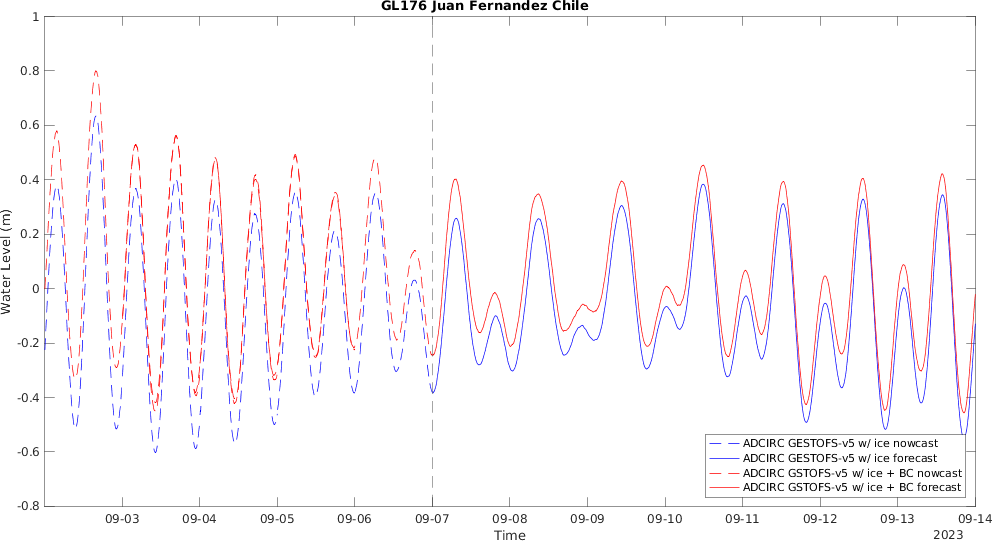 GL176 Juan Fernandez Chile
1
0.8
0.6
0.4
0.2
0
-0.2
-0.4
-0.6
-0.8
Water Level (m)
ADCIRC GESTOFS-v5 w/ ice nowcast
ADCIRC GESTOFS-v5 w/ ice forecast
ADCIRC GSTOFS-v5 w/ ice + BC nowcast
ADCIRC GSTOFS-v5 w/ ice + BC forecast
09-03 09-04 09-05 09-06 09-07 09-08 09-09 09-10 09-11 09-12 09-13 09-14
Time
2023